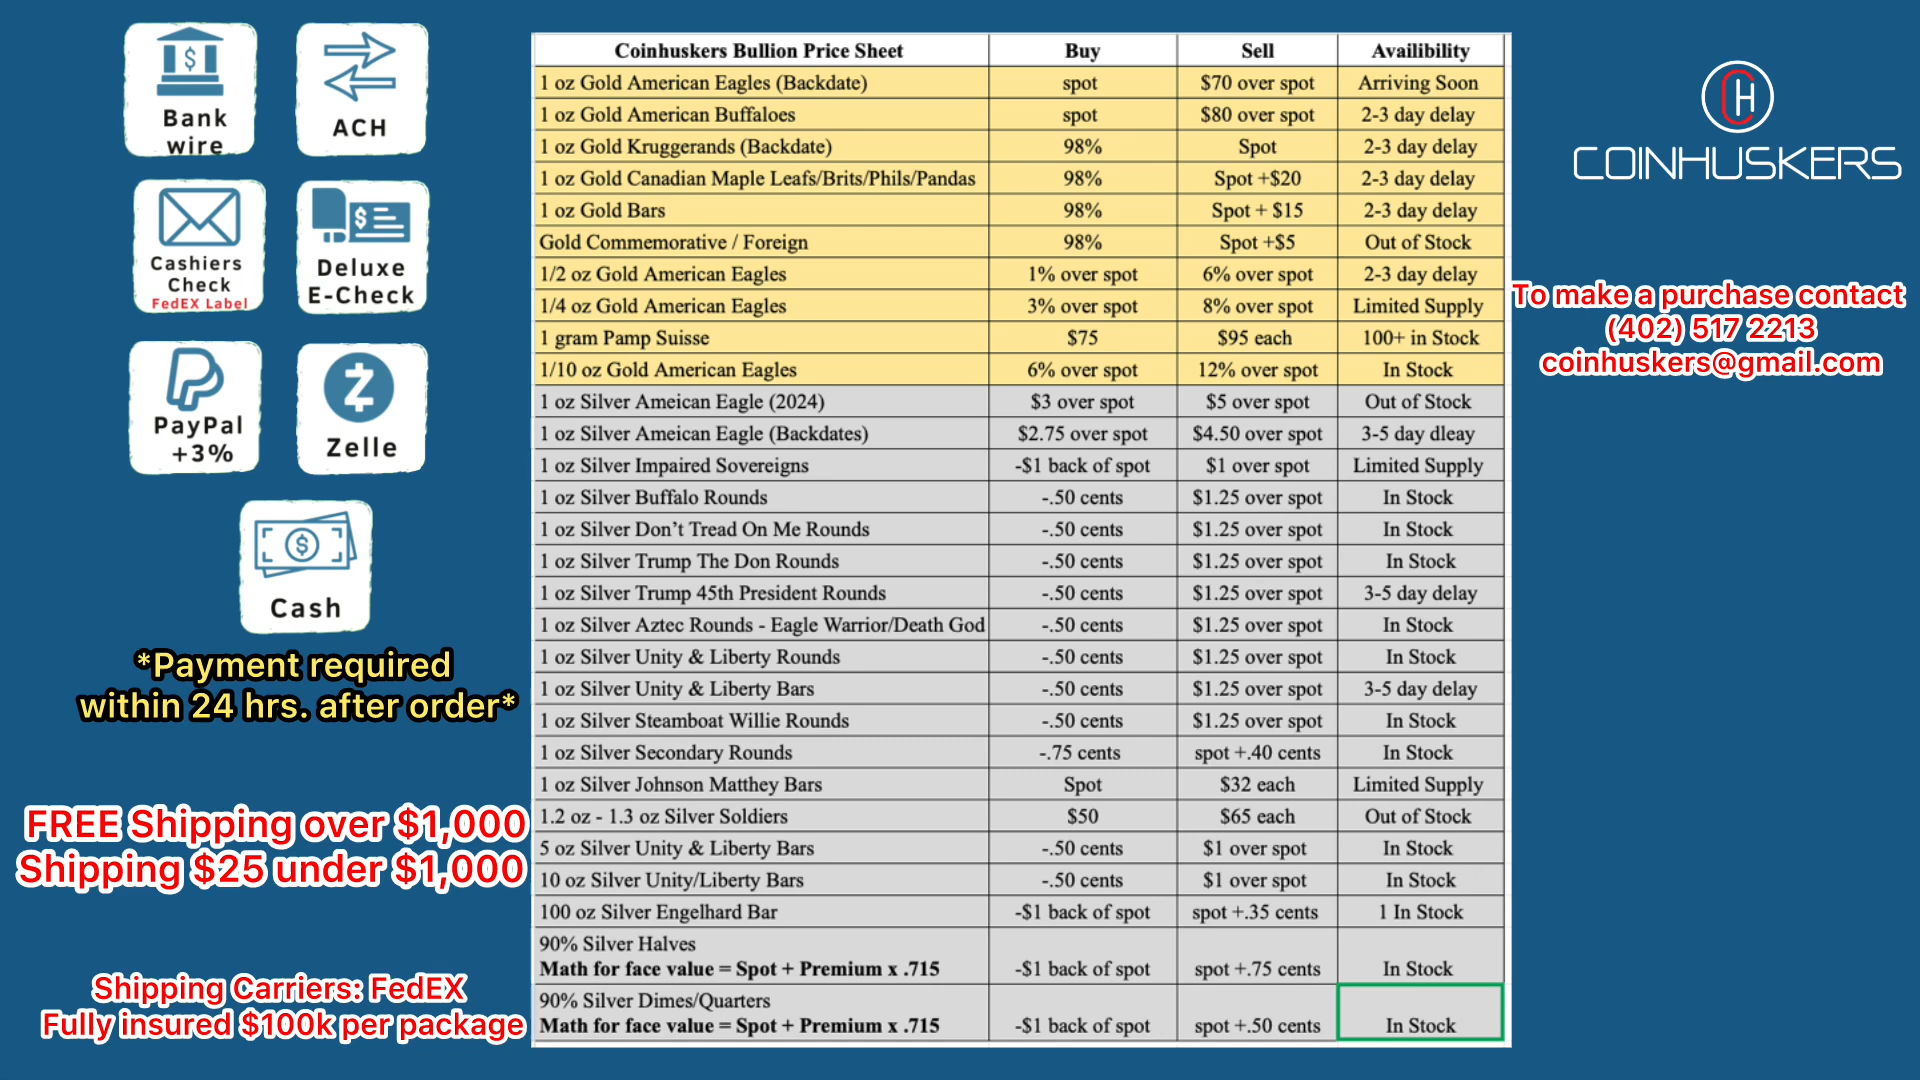 Bank
wire
ACH
Cashiers
Check
FedEX Label
Deluxe
E-Check
PayPal
+3%
Zelle
Cash
*Payment required
within 24 hrs. after order*
FREE Shipping over $1,000
Shipping $25 under $1,000
Shipping Carriers: FedEX
Fully insured $100k per package
Coinhuskers Bullion Price Sheet Buy Sell Availibility
1 oz Gold American Eagles (Backdate) spot $70 over spot Arriving Soon
1 oz Gold American Buffaloes spot $80 over spot 2-3 day delay
1 oz Gold Kruggerands (Backdate) 98% Spot 2-3 day delay
1 oz Gold Canadian Maple Leafs/Brits/Phils/Pandas 98% Spot +$20 2-3 day delay
1 oz Gold Bars 98% Spot + $15 2-3 day delay
Gold Commemorative / Foreign 98% Spot +$5 Out of Stock
1/2 oz Gold American Eagles 1% over spot 6% over spot 2-3 day delay
1/4 oz Gold American Eagles 3% over spot 8% over spot Limited Supply
1 gram Pamp Suisse $75 $95 each 100+ in Stock
1/10 oz Gold American Eagles 6% over spot 12% over spot In Stock
1 oz Silver Ameican Eagle (2024) $3 over spot $5 over spot Out of Stock
1 oz Silver Ameican Eagle (Backdates) $2.75 over spot $4.50 over spot 3-5 day dleay
1 oz Silver Impaired Sovereigns -$1 back of spot $1 over spot Limited Supply
1 oz Silver Buffalo Rounds -.50 cents $1.25 over spot In Stock
1 oz Silver Don't Tread On Me Rounds -.50 cents $1.25 over spot In Stock
1 oz Silver Trump The Don Rounds -.50 cents $1.25 over spot In Stock
1 oz Silver Trump 45th President Rounds -.50 cents $1.25 over spot 3-5 day delay
1 oz Silver Aztec Rounds - Eagle Warrior/Death God -.50 cents $1.25 over spot In Stock
1 oz Silver Unity & Liberty Rounds -.50 cents $1.25 over spot In Stock
1 oz Silver Unity & Liberty Bars -.50 cents $1.25 over spot 3-5 day delay
1 oz Silver Steamboat Willie Rounds -.50 cents $1.25 over spot In Stock
1 oz Silver Secondary Rounds -.75 cents spot +.40 cents In Stock
1 oz Silver Johnson Matthey Bars Spot $32 each Limited Supply
1.2 oz - 1.3 oz Silver Soldiers $50 $65 each Out of Stock
5 oz Silver Unity & Liberty Bars -.50 cents $1 over spot In Stock
10 oz Silver Unity/Liberty Bars -.50 cents $1 over spot In Stock
100 oz Silver Engelhard Bar -$1 back of spot spot +.35 cents 1 In Stock
90% Silver Halves
Math for face value = Spot + Premium x .715 -$1 back of spot spot +.75 cents In Stock
90% Silver Dimes/Quarters
Math for face value = Spot + Premium x .715 -$1 back of spot spot +.50 cents In Stock
CH
COINHUSKERS
To make a purchase contact
(402) 517 2213
coinhuskers@gmail.com